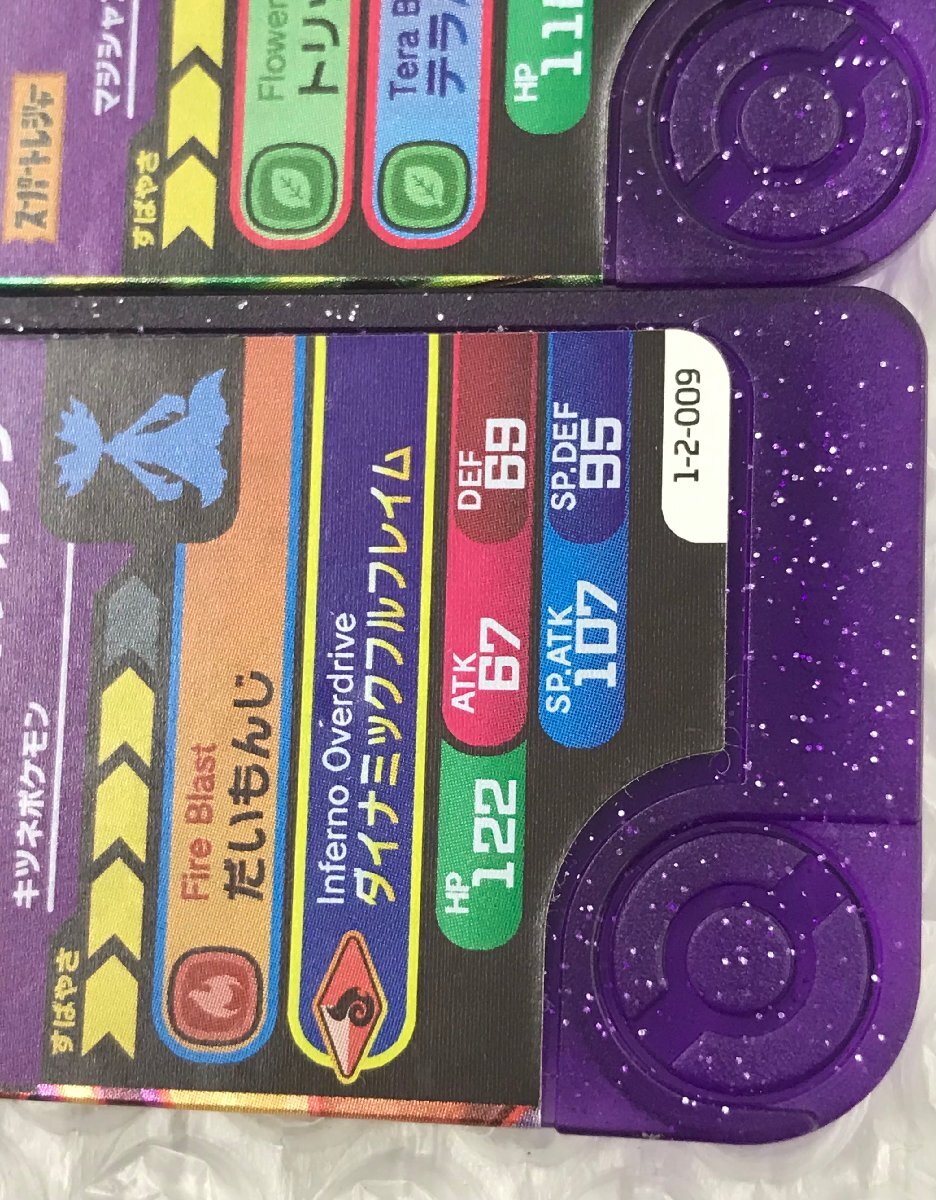 スーパートレジャー
マジシャ
すばやさ
Flower
トリッ
Tera B
テラ
HP
キツネポケモン
すばやさ
Fire Blast
だいもんじ
Inferno Overdrive
ダイナミックフルフレイム
HP 122
ATK 67
DEF 69
SP.ATK 107
SP.DEF 95
1-2-009